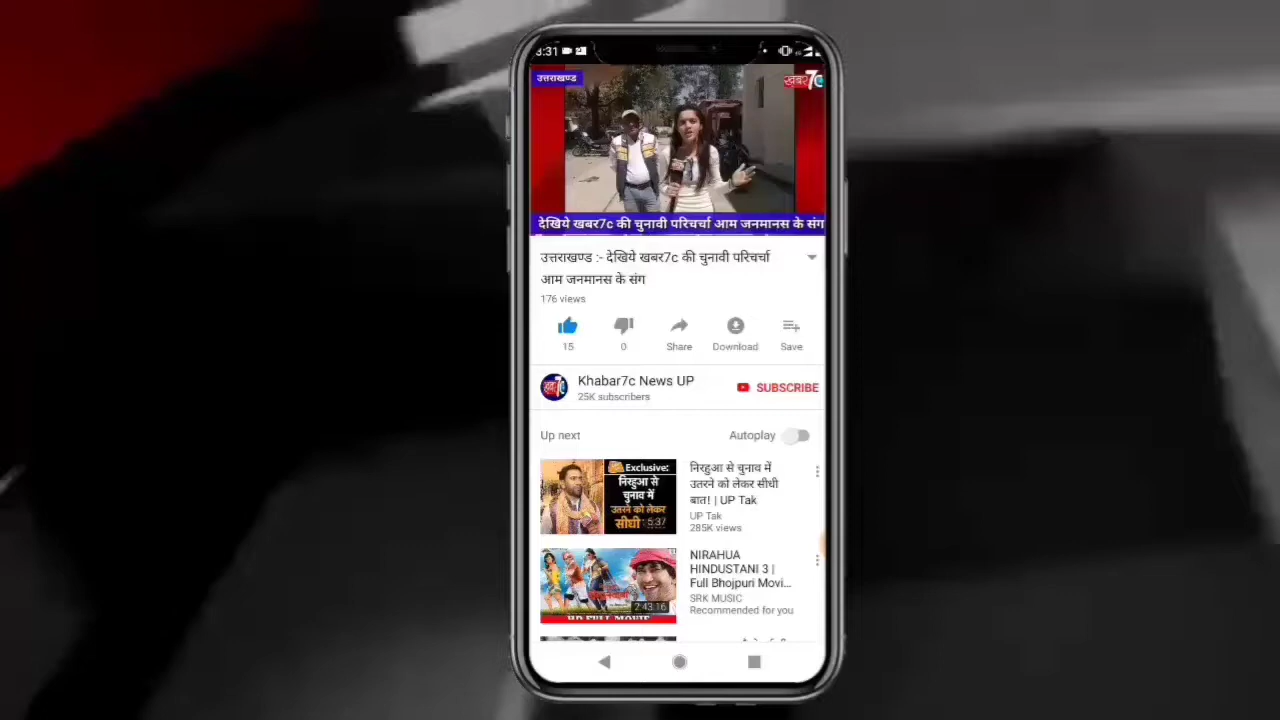 3:31
उत्तराखण्ड
खबर7c
देखिये खबर7c की चुनावी परिचर्चा आम जनमानस के संग
उत्तराखण्ड :- देखिये खबर7c की चुनावी परिचर्चा
आम जनमानस के संग
176 views
15
0
Share
Download
Save
Khabar7c News UP
25K subscribers
SUBSCRIBE
Up next
Autoplay
Exclusive:
निरहुआ से
चुनाव में
उतरने को लेकर
सीधी
5:37
निरहुआ से चुनाव में
उतरने को लेकर सीधी
बात! | UP Tak
UP Tak
285K views
2:43:16
NIRAHUA
HINDUSTANI 3 |
Full Bhojpuri Movi...
SRK MUSIC
Recommended for you